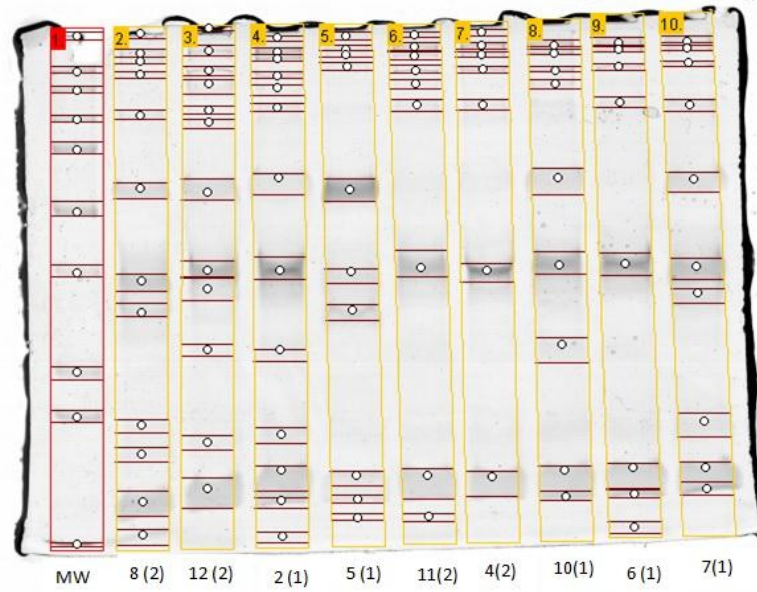 1. 2. 3. 4. 5. 6. 7. 8. 9. 10.
MW 8 (2) 12 (2) 2 (1) 5 (1) 11(2) 4(2) 10(1) 6 (1) 7(1)